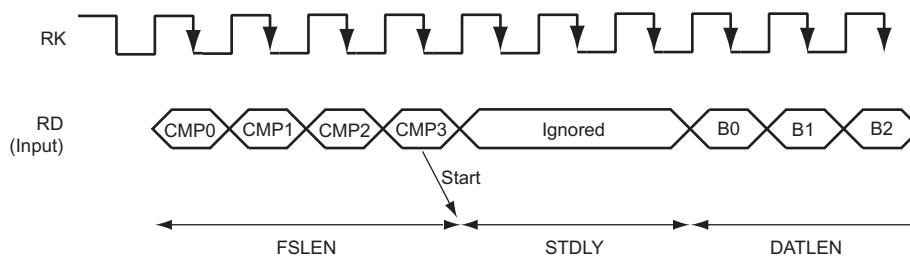 RK
RD
(Input)
CMP0 CMP1 CMP2 CMP3 Ignored B0 B1 B2
Start
FSLEN STDLY DATLEN